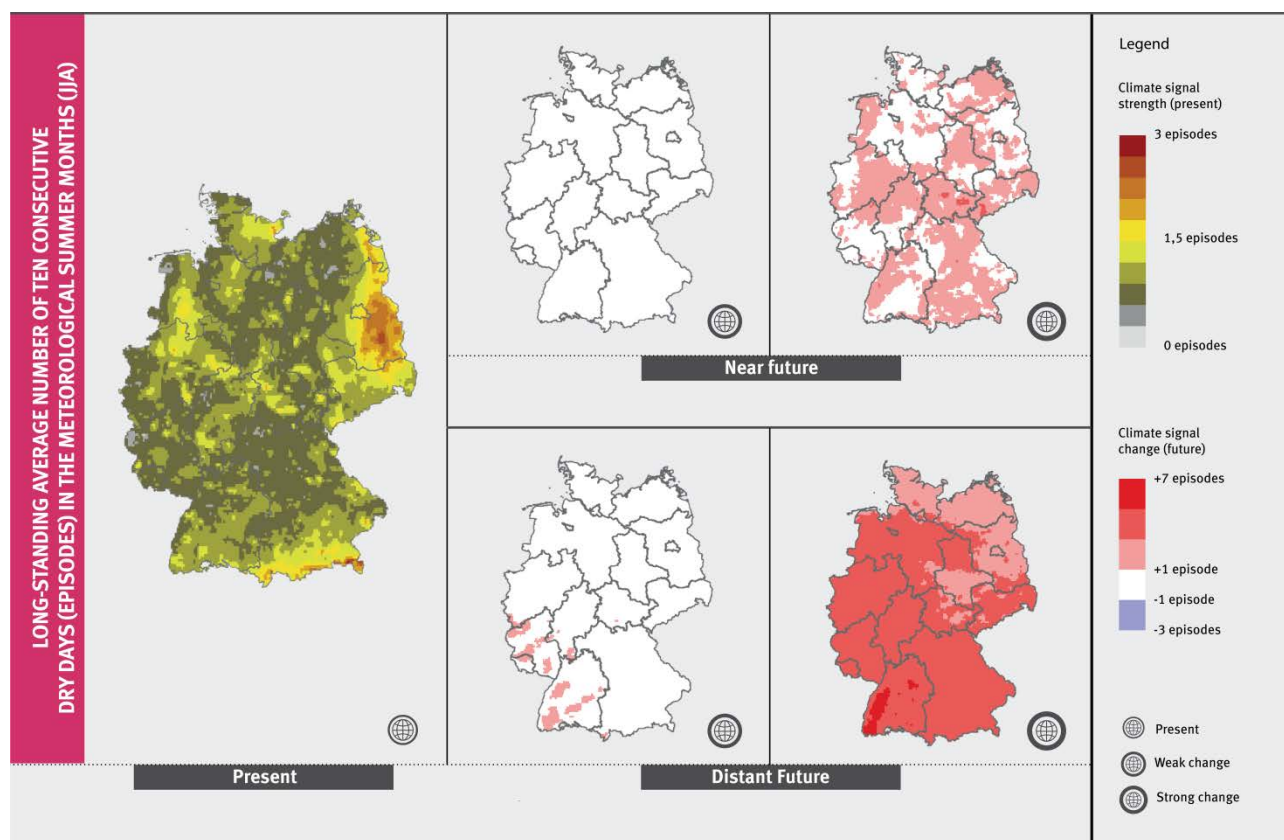 LONG-STANDING AVERAGE NUMBER OF TEN CONSECUTIVE
DRY DAYS (EPISODES) IN THE METEOROLOGICAL SUMMER MONTHS (JJA)
Present
Near future
Distant Future
Legend
Climate signal
strength (present)
3 episodes
1,5 episodes
0 episodes
Climate signal
change (future)
+7 episodes
+1 episode
-1 episode
-3 episodes
Present
Weak change
Strong change